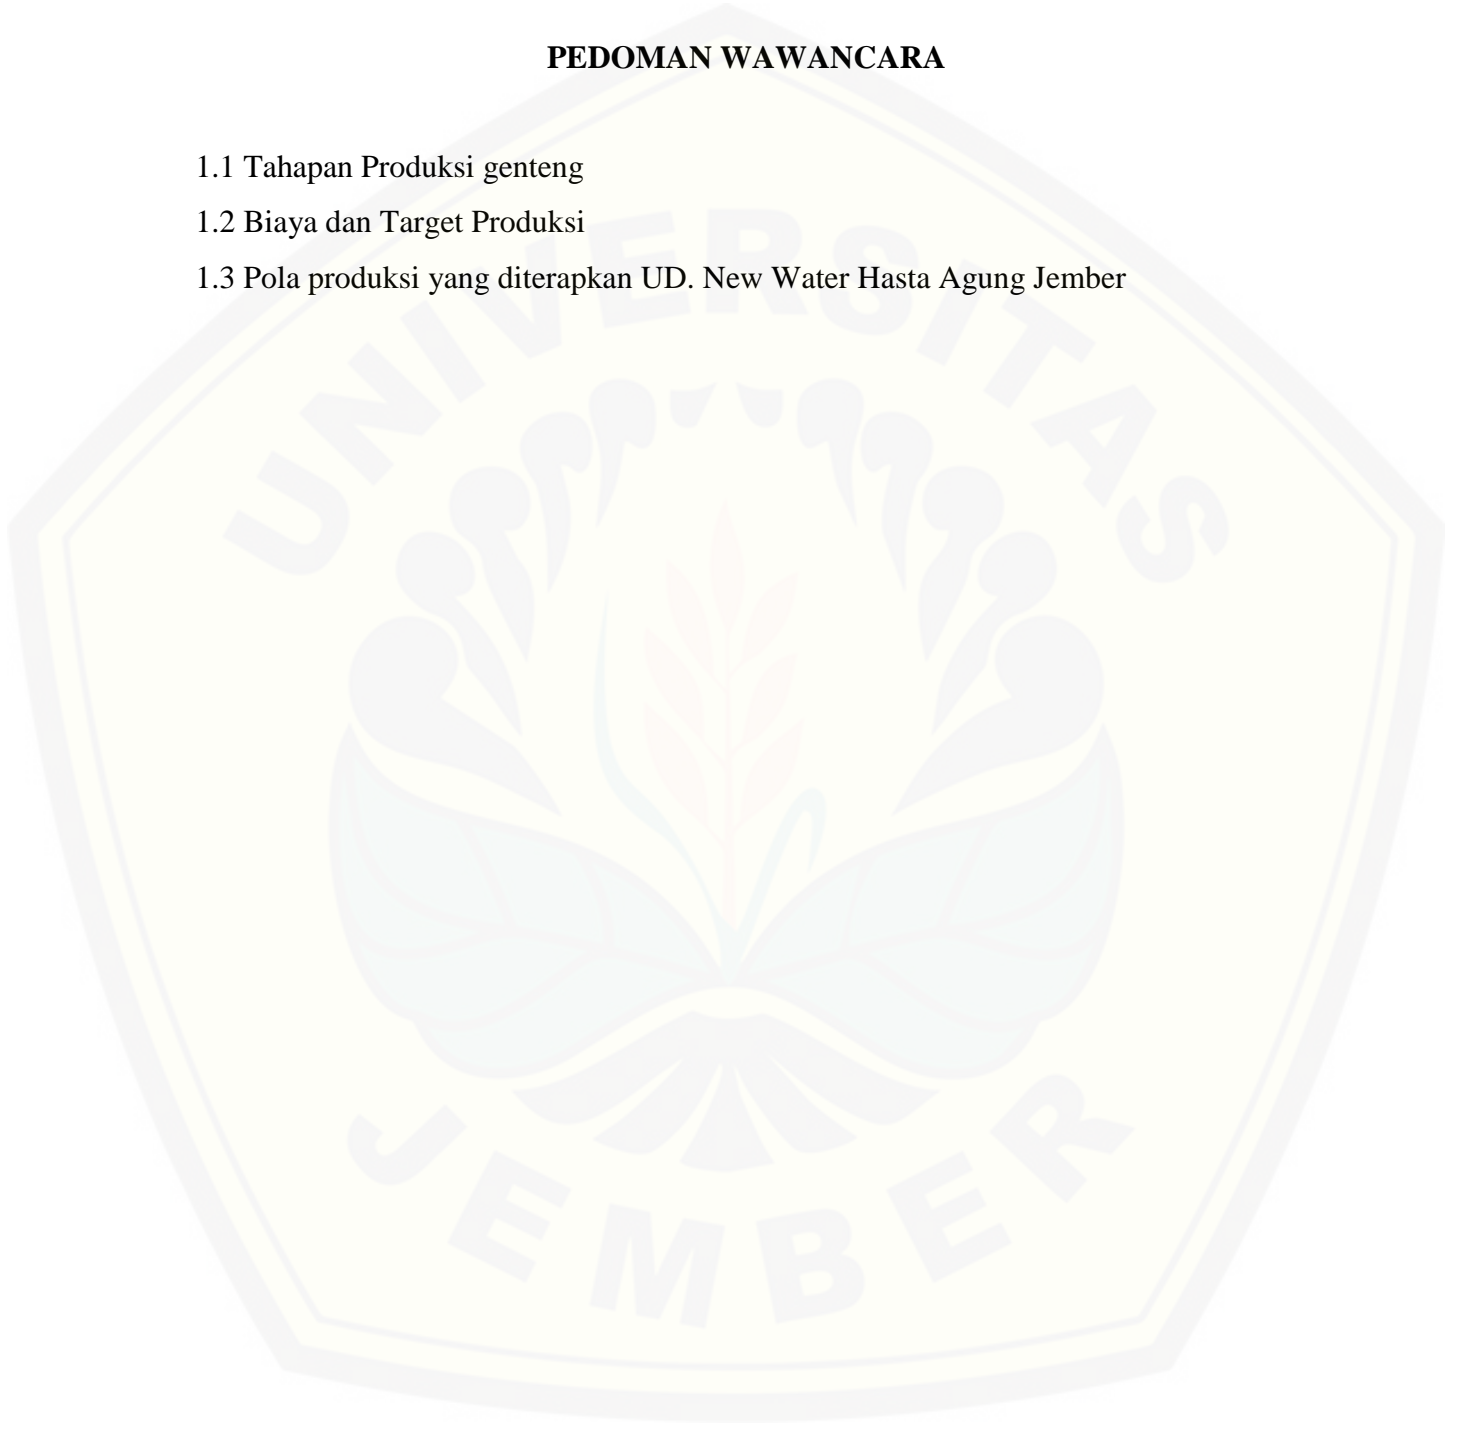 PEDOMAN WAWANCARA
1.1 Tahapan Produksi genteng
1.2 Biaya dan Target Produksi
1.3 Pola produksi yang diterapkan UD. New Water Hasta Agung Jember
UNIVERSITAS
JEMBER